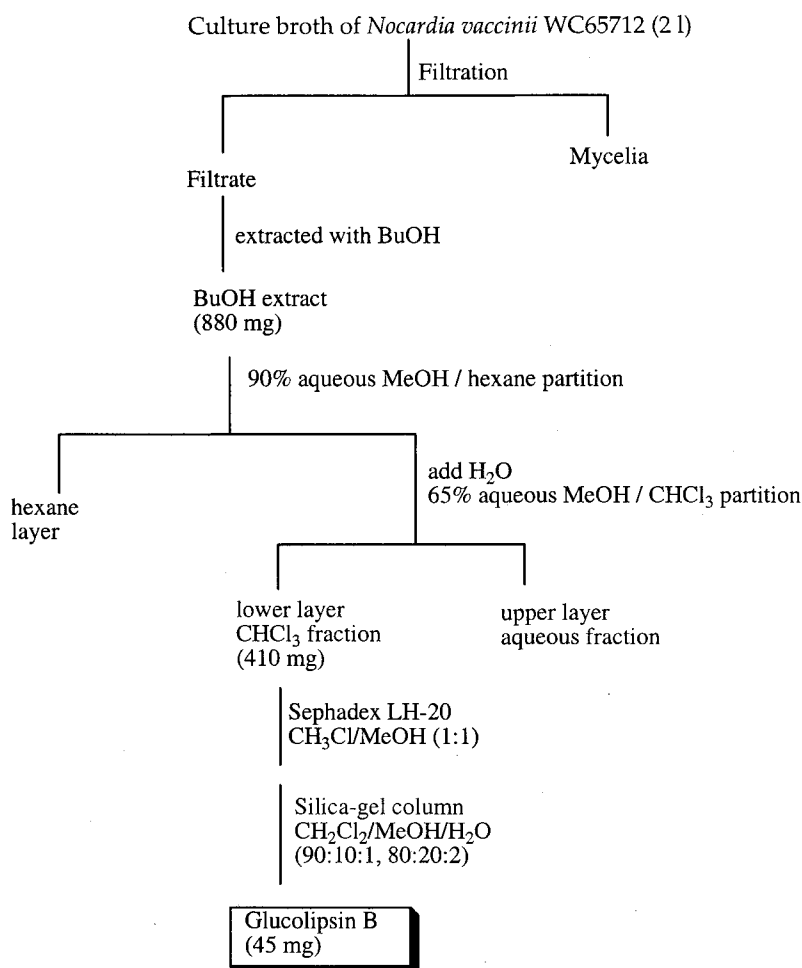 Culture broth of Nocardia vaccinii WC65712 (2 l)
Filtration
Mycelia
Filtrate
extracted with BuOH
BuOH extract
(880 mg)
90% aqueous MeOH / hexane partition
add H₂O
65% aqueous MeOH / CHCl₃ partition
hexane
layer
lower layer
CHCl₃ fraction
(410 mg)
upper layer
aqueous fraction
Sephadex LH-20
CH₃Cl/MeOH (1:1)
Silica-gel column
CH₂Cl₂/MeOH/H₂O
(90:10:1, 80:20:2)
Glucolipsin B
(45 mg)